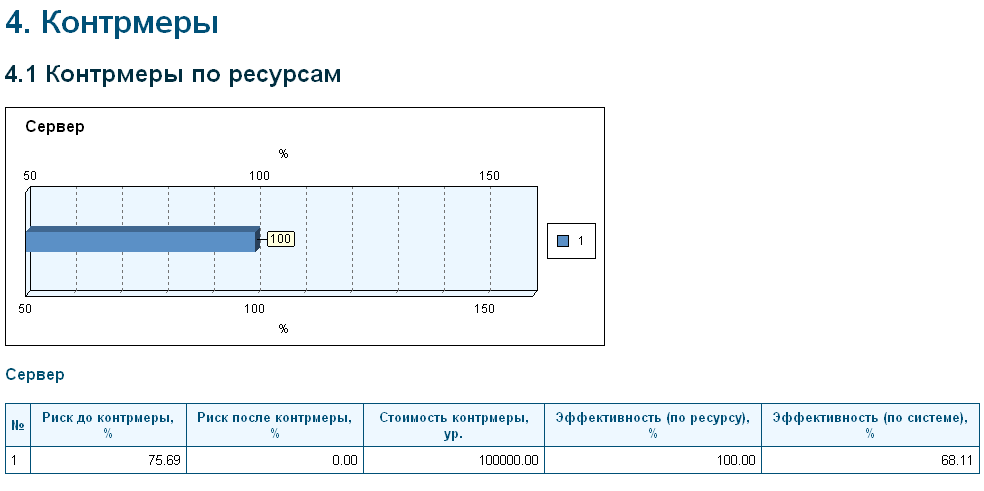 4. Контрмеры
4.1 Контрмеры по ресурсам
Сервер
%
50 100 150
100
1
50 100 150
%
Сервер
№ Риск до контрмеры, % Риск после контрмеры, % Стоимость контрмеры, ур. Эффективность (по ресурсу), % Эффективность (по системе), %
1 75.69 0.00 100000.00 100.00 68.11